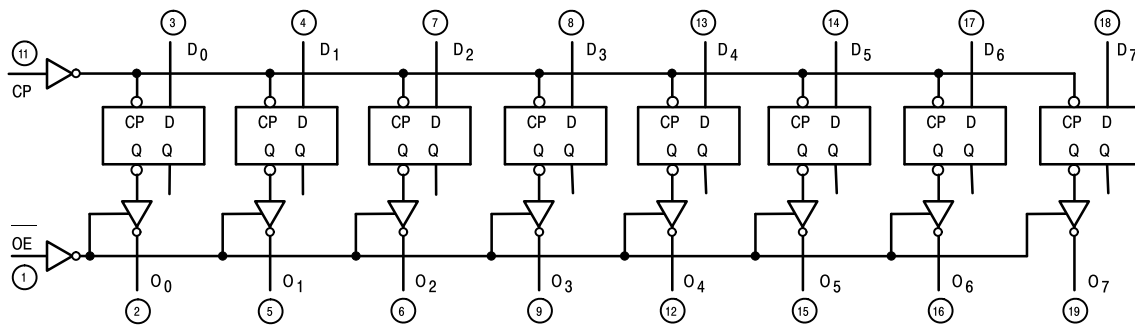 3 4 7 8 13 14 17 18
11 D0 D1 D2 D3 D4 D5 D6 D7
CP
CP D CP D CP D CP D CP D CP D CP D CP D
Q Q Q Q Q Q Q Q Q Q Q Q Q Q Q Q
OE
1 O0 O1 O2 O3 O4 O5 O6 O7
2 5 6 9 12 15 16 19